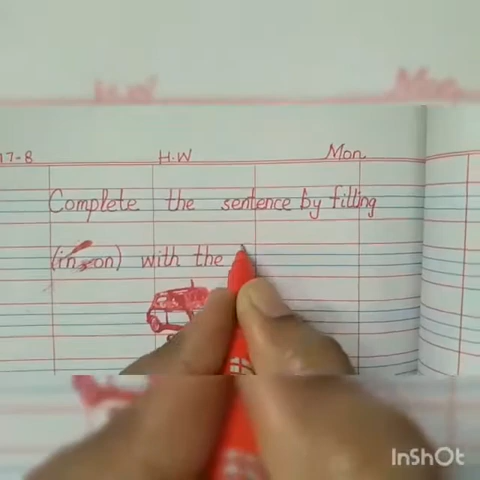 17-8 H.W Mon
Complete the sentence by filling
(in, on) with the
InShOt